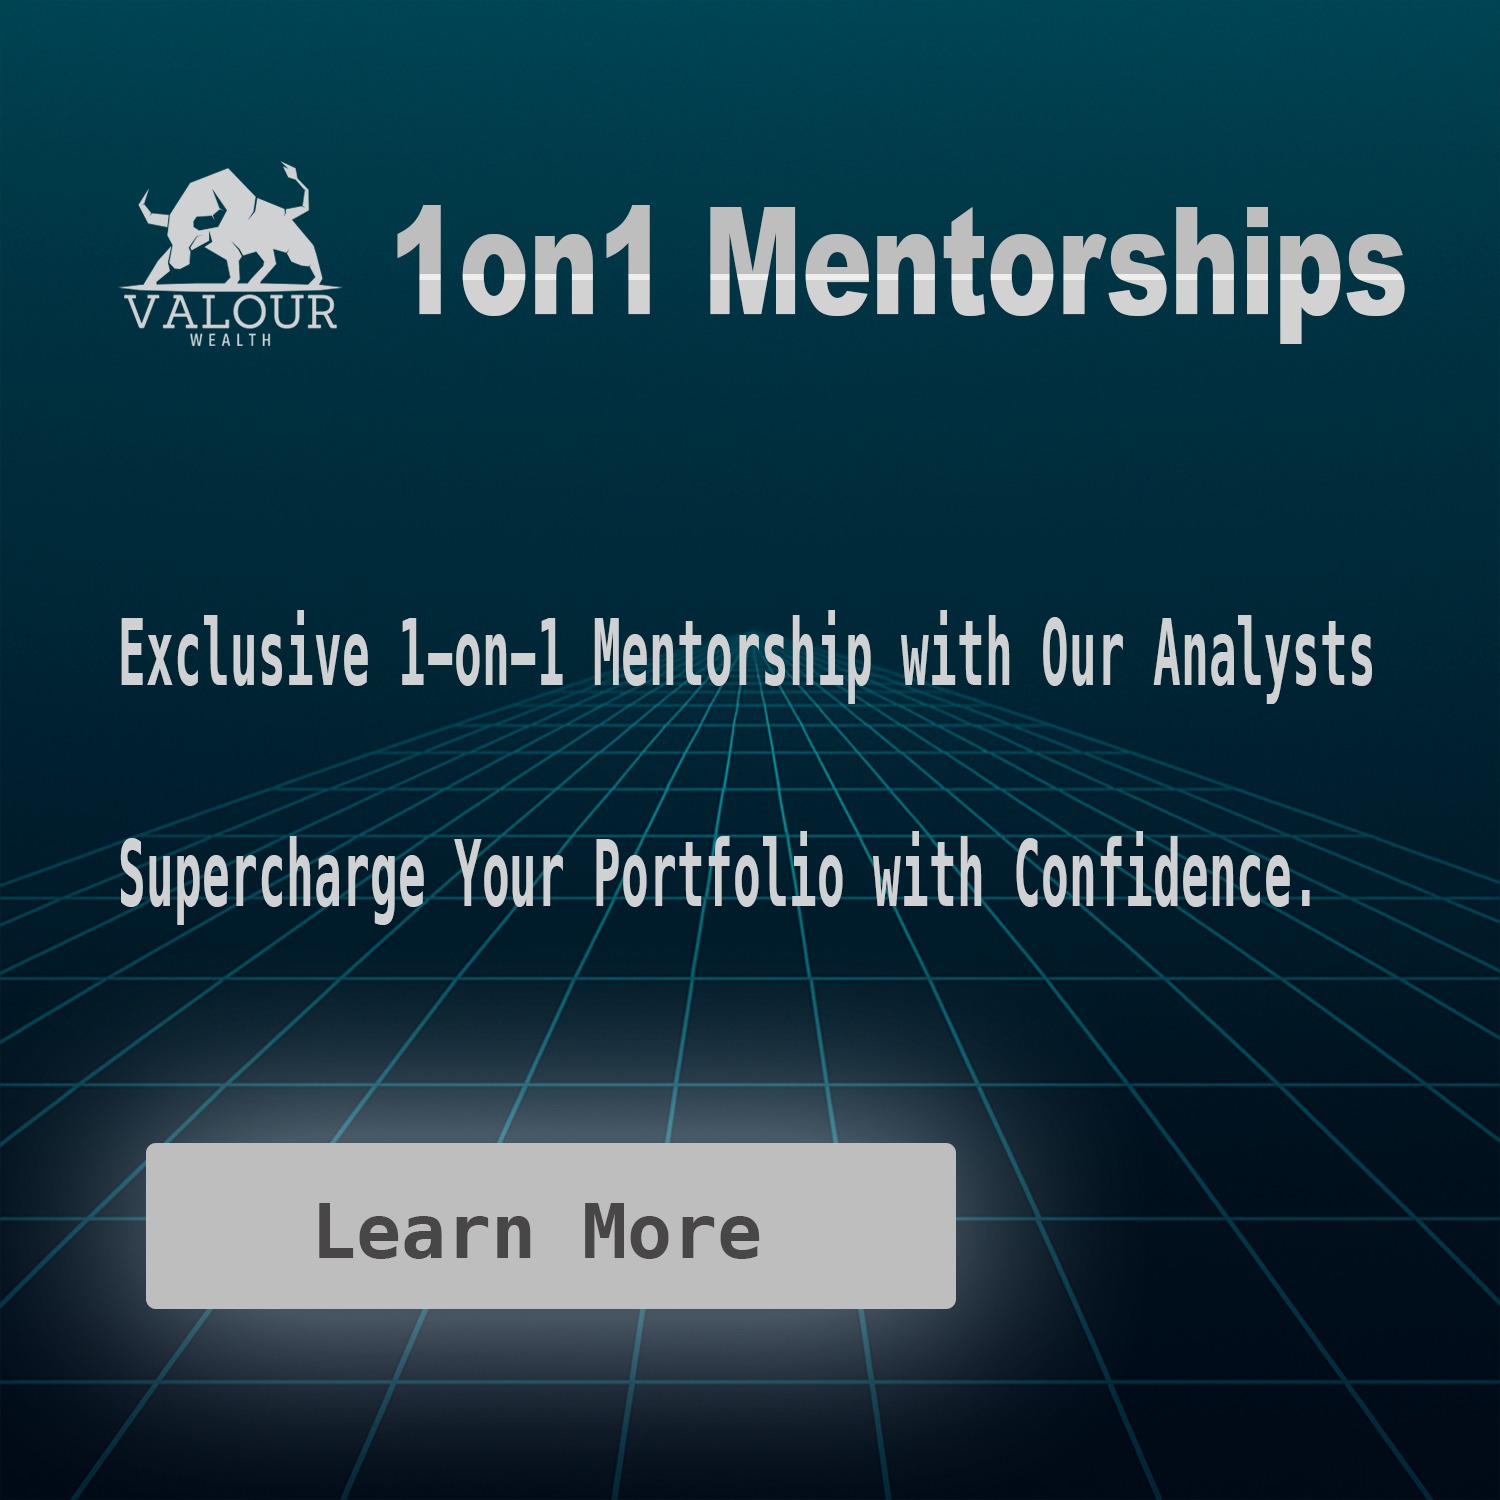 VALOUR
WEALTH
1on1 Mentorships
Exclusive 1-on-1 Mentorship with Our Analysts
Supercharge Your Portfolio with Confidence.
Learn More